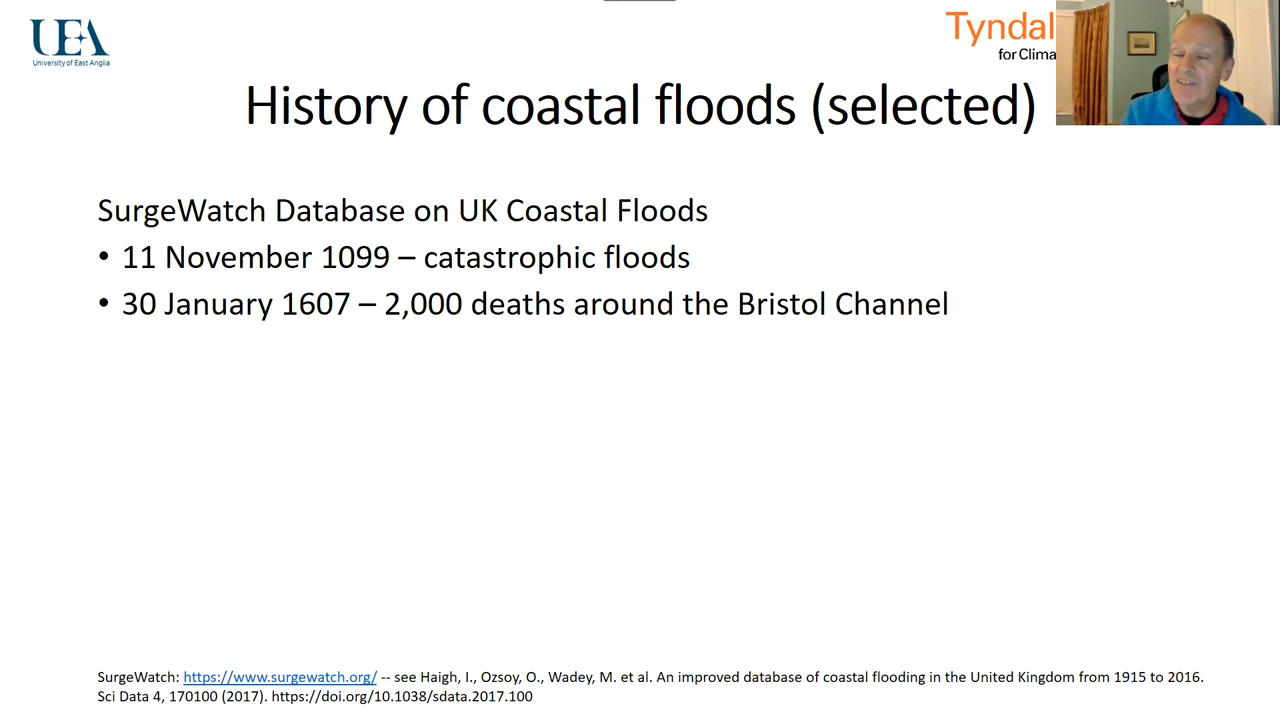 UEA
University of East Anglia
Tyndal
for Clima
History of coastal floods (selected)
SurgeWatch Database on UK Coastal Floods
• 11 November 1099 – catastrophic floods
• 30 January 1607 – 2,000 deaths around the Bristol Channel
SurgeWatch: https://www.surgewatch.org/ -- see Haigh, I., Ozsoy, O., Wadey, M. et al. An improved database of coastal flooding in the United Kingdom from 1915 to 2016.
Sci Data 4, 170100 (2017). https://doi.org/10.1038/sdata.2017.100